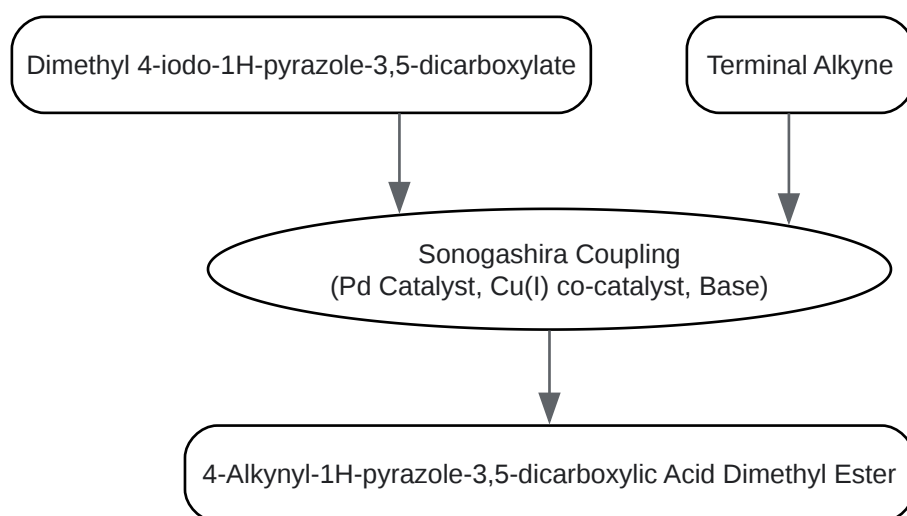 Dimethyl 4-iodo-1H-pyrazole-3,5-dicarboxylate
Terminal Alkyne
Sonogashira Coupling
(Pd Catalyst, Cu(I) co-catalyst, Base)
4-Alkynyl-1H-pyrazole-3,5-dicarboxylic Acid Dimethyl Ester